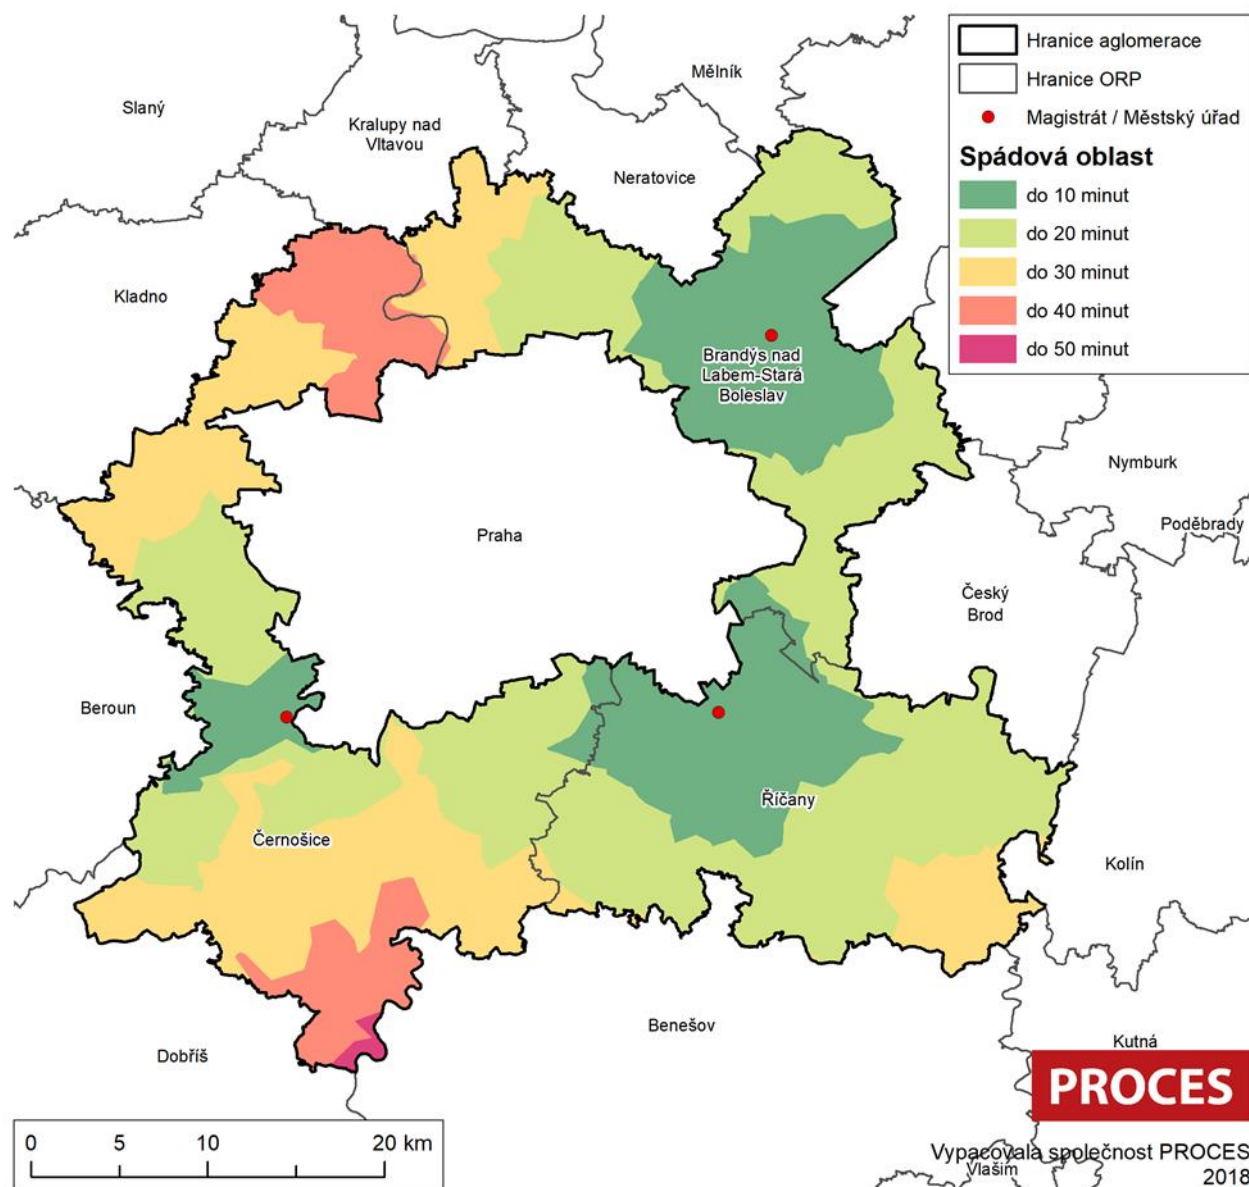 Hranice aglomerace
Hranice ORP
Magistrát / Městský úřad
Spádová oblast
do 10 minut
do 20 minut
do 30 minut
do 40 minut
do 50 minut
Mělník
Slaný
Kralupy nad
Vltavou
Neratovice
Kladno
Brandýs nad
Labem-Stará
Boleslav
Nymburk
Poděbrady
Praha
Český
Brod
Beroun
Říčany
Černošice
Kolín
Benešov
Kutná
Dobříš
PROCES
0 5 10 20 km
Vypacovala společnost PROCES
Vlašim
2018